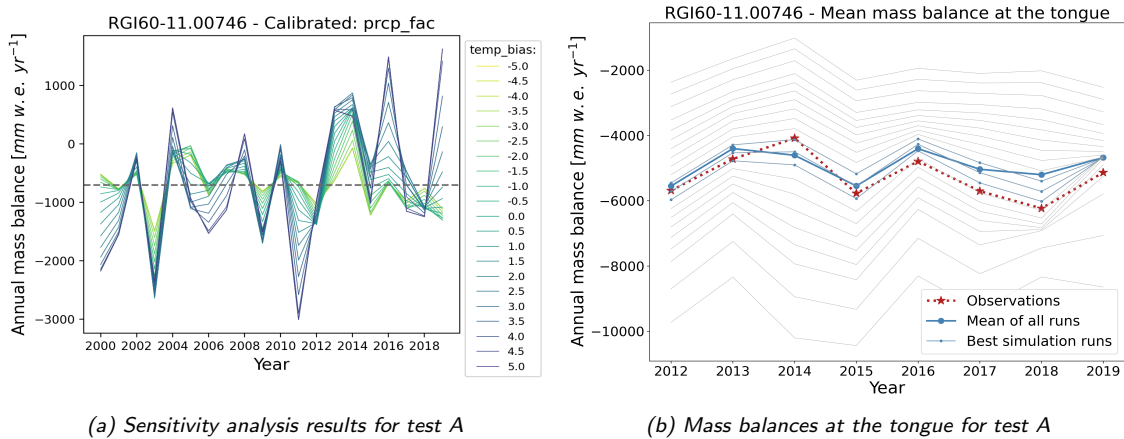 RGI60-11.00746 - Calibrated: prcp_fac
Annual mass balance [mm w. e. yr⁻¹]
1000
0
−1000
−2000
−3000
2000 2002 2004 2006 2008 2010 2012 2014 2016 2018
Year
temp_bias:
-5.0
-4.5
-4.0
-3.5
-3.0
-2.5
-2.0
-1.5
-1.0
-0.5
0.0
0.5
1.0
1.5
2.0
2.5
3.0
3.5
4.0
4.5
5.0
(a) Sensitivity analysis results for test A
RGI60-11.00746 - Mean mass balance at the tongue
Annual mass balance [mm w. e. yr⁻¹]
−2000
−4000
−6000
−8000
−10000
2012 2013 2014 2015 2016 2017 2018 2019
Year
Observations
Mean of all runs
Best simulation runs
(b) Mass balances at the tongue for test A